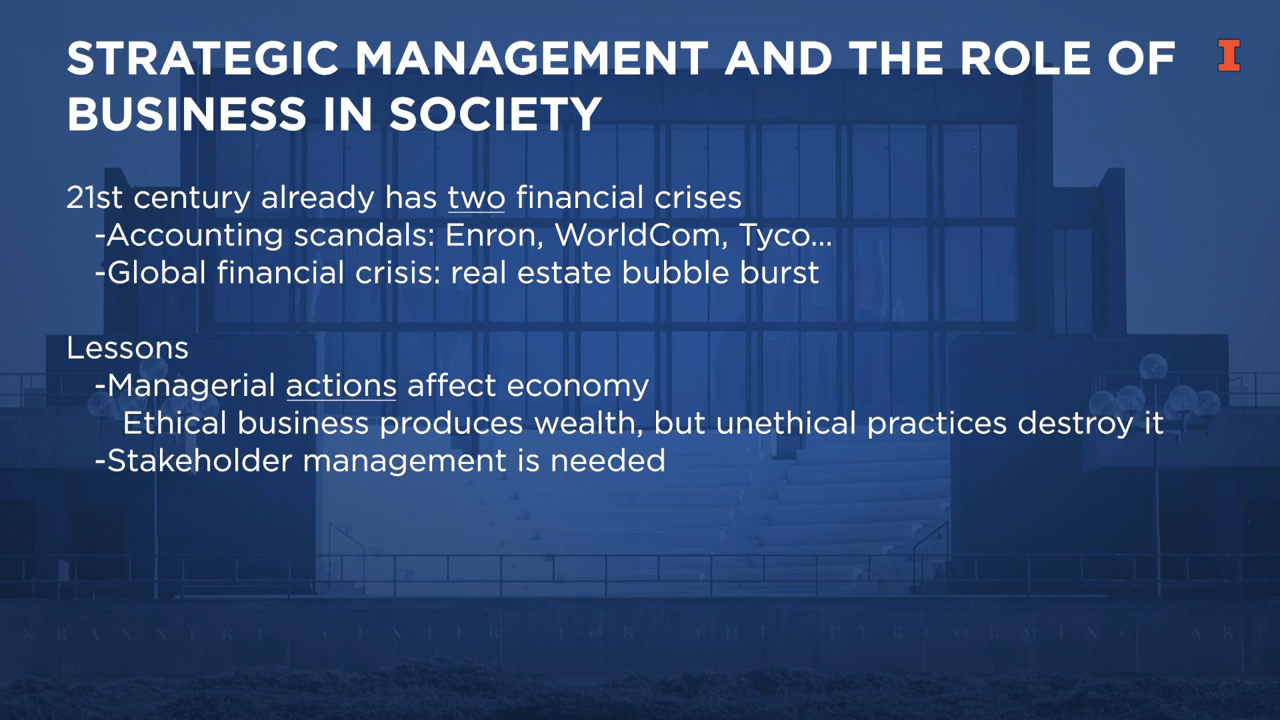 STRATEGIC MANAGEMENT AND THE ROLE OF
BUSINESS IN SOCIETY
I
21st century already has two financial crises
-Accounting scandals: Enron, WorldCom, Tyco...
-Global financial crisis: real estate bubble burst
Lessons
-Managerial actions affect economy
Ethical business produces wealth, but unethical practices destroy it
-Stakeholder management is needed